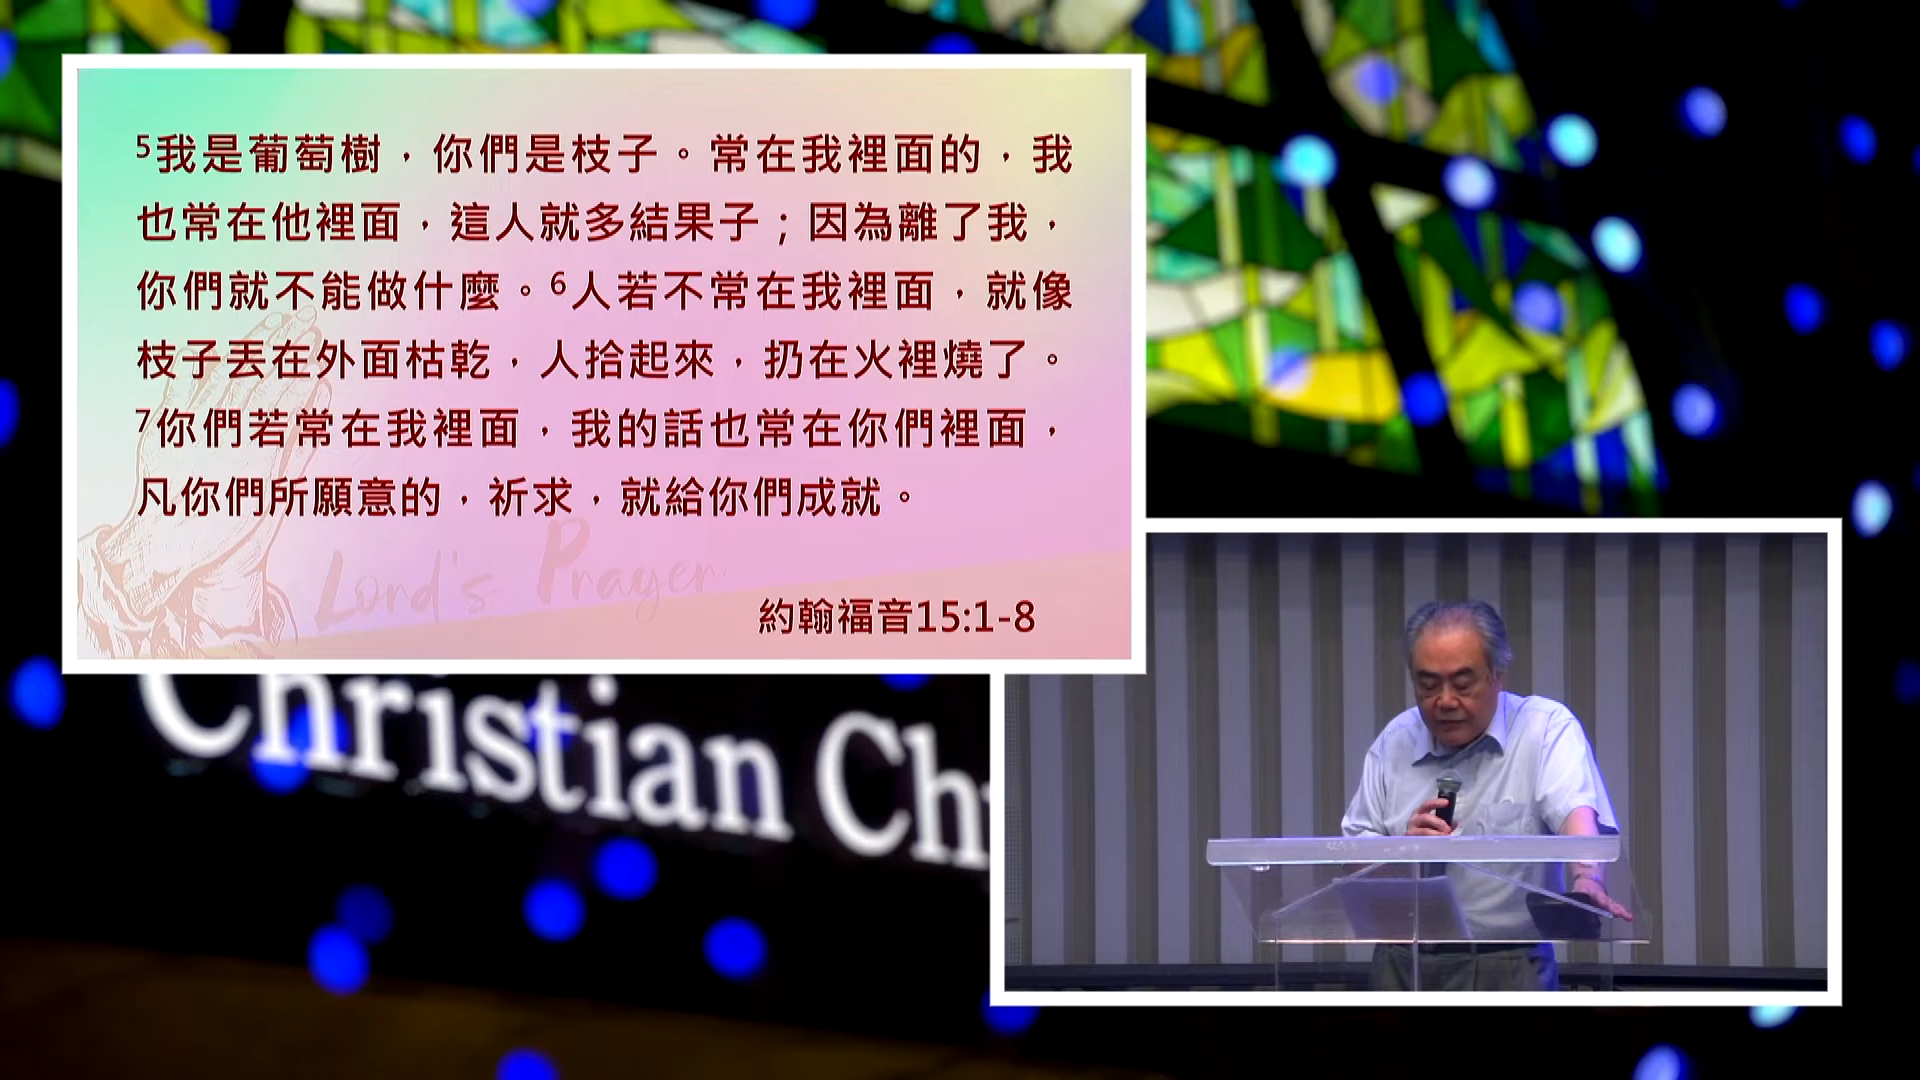 5我是葡萄樹，你們是枝子。常在我裡面的，我
也常在他裡面，這人就多結果子；因為離了我，
你們就不能做什麼。6人若不常在我裡面，就像
枝子丟在外面枯乾，人拾起來，扔在火裡燒了。
7你們若常在我裡面，我的話也常在你們裡面，
凡你們所願意的，祈求，就給你們成就。
Lord's Prayer
約翰福音15:1-8
Christian Ch